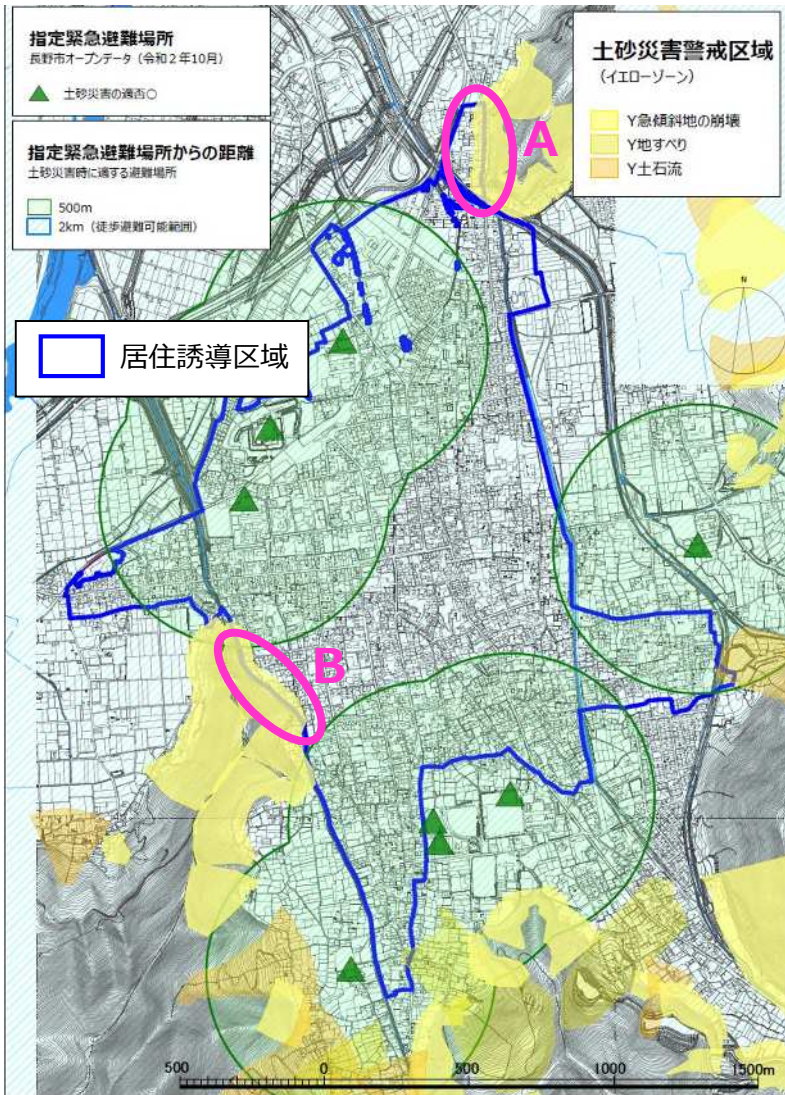 指定緊急避難場所
長野市オープンデータ（令和２年10月）
土砂災害の適否○
指定緊急避難場所からの距離
土砂災害時に適する避難場所
500m
2km（徒歩避難可能範囲）
土砂災害警戒区域
（イエローゾーン）
Y急傾斜地の崩壊
Y地すべり
Y土石流
A
N
居住誘導区域
B
500
0
500
1000
1500m